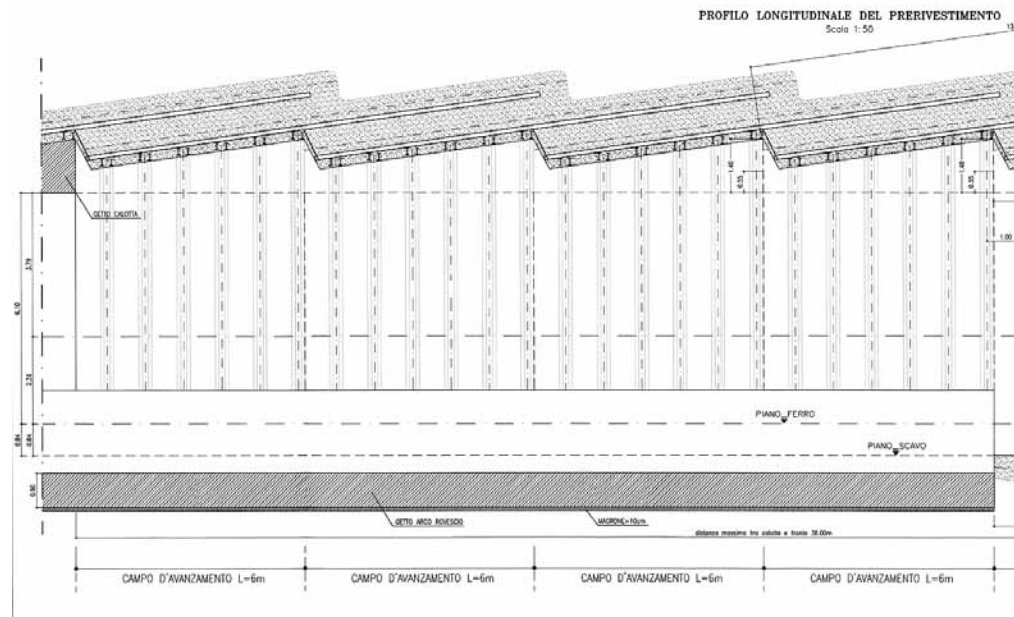 PROFILO LONGITUDINALE DEL PRERIVESTIMENTO
Scala 1:50
13
1.40
0.55
1.40
0.55
GETTO CALOTTA
1.00
3.79
6.10
PIANO FERRO
PIANO SCAVO
0.84
0.84
0.90
GETTO ARCO ROVESCIO
MAGRONE=10cm
distanza massima tra calotta e fronte 36.00m
CAMPO D'AVANZAMENTO L=6m
CAMPO D'AVANZAMENTO L=6m
CAMPO D'AVANZAMENTO L=6m
CAMPO D'AVANZAMENTO L=6m